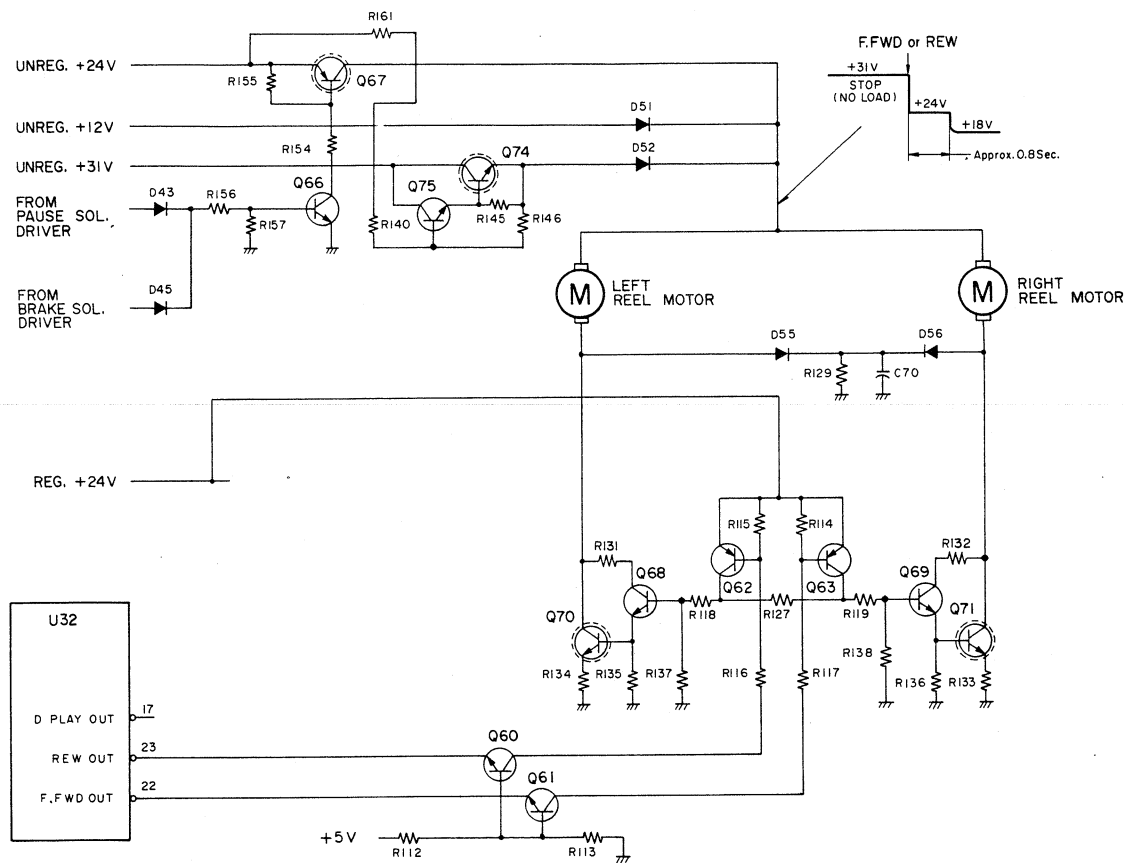 R161
F.FWD or REW
UNREG. +24V
R155
Q67
+31V
STOP
(NO LOAD)
+24V
+18V
Approx. 0.8Sec.
UNREG. +12V
D51
R154
UNREG. +31V
Q74
D52
Q66
Q75
D43
R156
FROM
PAUSE SOL.
DRIVER
R157
R140
R145
R146
FROM
BRAKE SOL.
DRIVER
D45
M
LEFT
REEL MOTOR
M
RIGHT
REEL MOTOR
D55
D56
R129
C70
REG. +24V
R115
R114
R131
R132
Q68
Q62
Q63
Q69
Q70
R118
R127
R119
Q71
U32
R134
R135
R137
R116
R117
R138
R136
R133
D PLAY OUT
17
REW OUT
23
Q60
F.FWD OUT
22
Q61
+5V
R112
R113